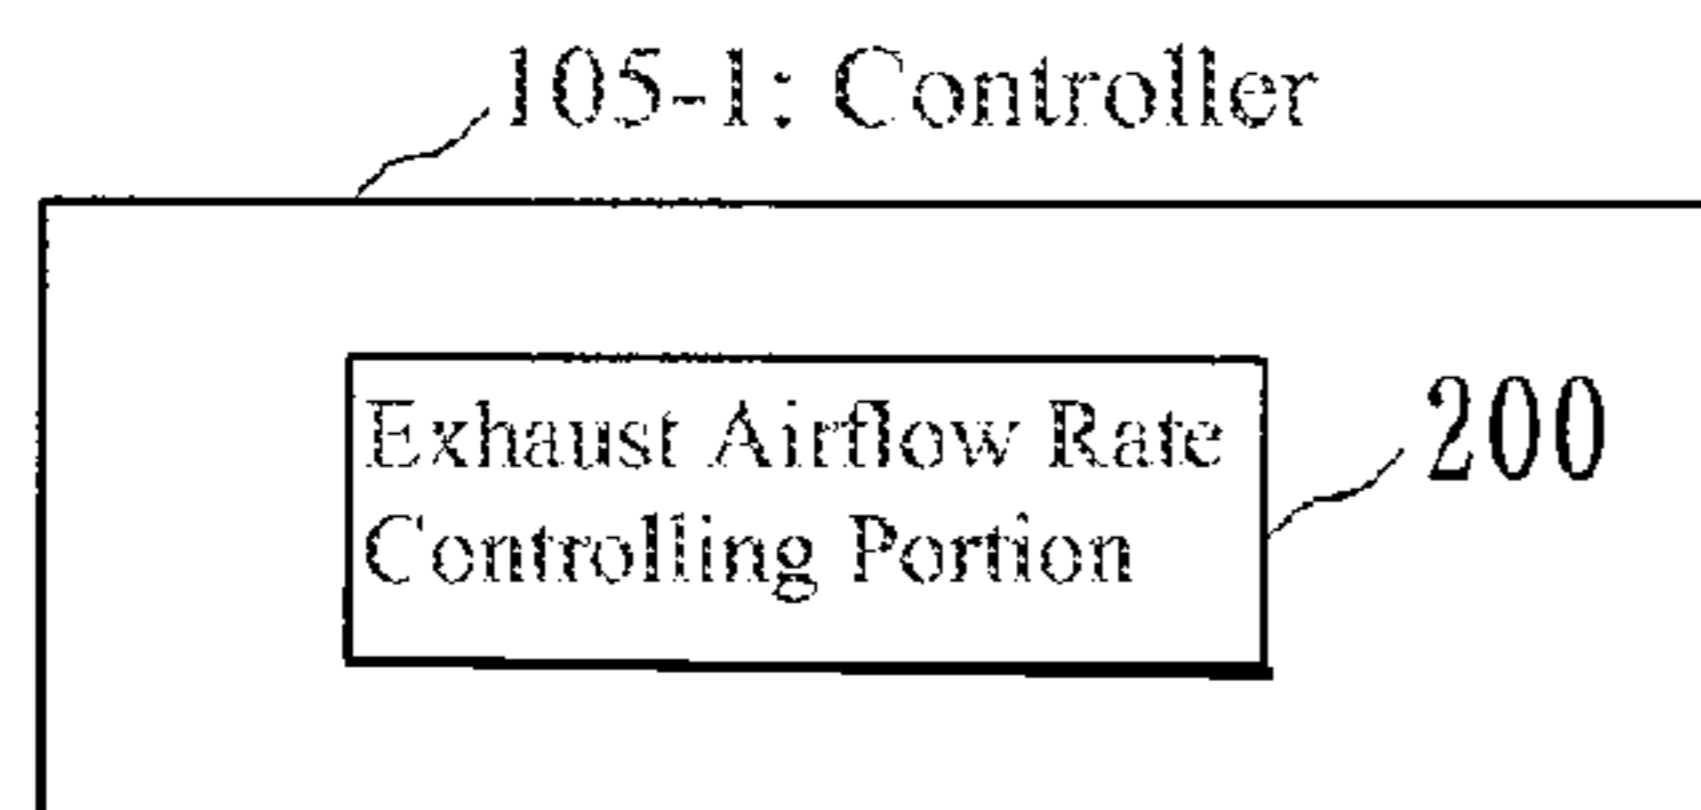 105-1: Controller
Exhaust Airflow Rate
Controlling Portion
200